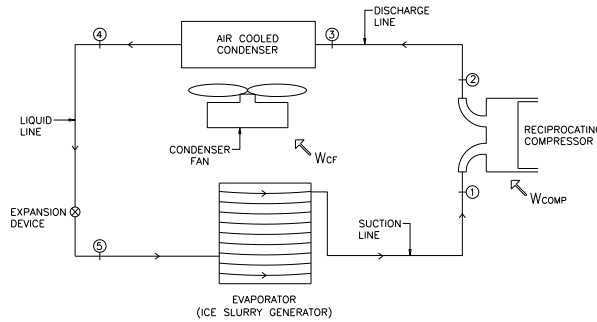 DISCHARGE
LINE
4
AIR COOLED
CONDENSER
3
2
LIQUID
LINE
CONDENSER
FAN
WCF
RECIPROCATING
COMPRESSOR
1
WCOMP
EXPANSION
DEVICE
SUCTION
LINE
5
EVAPORATOR
(ICE SLURRY GENERATOR)